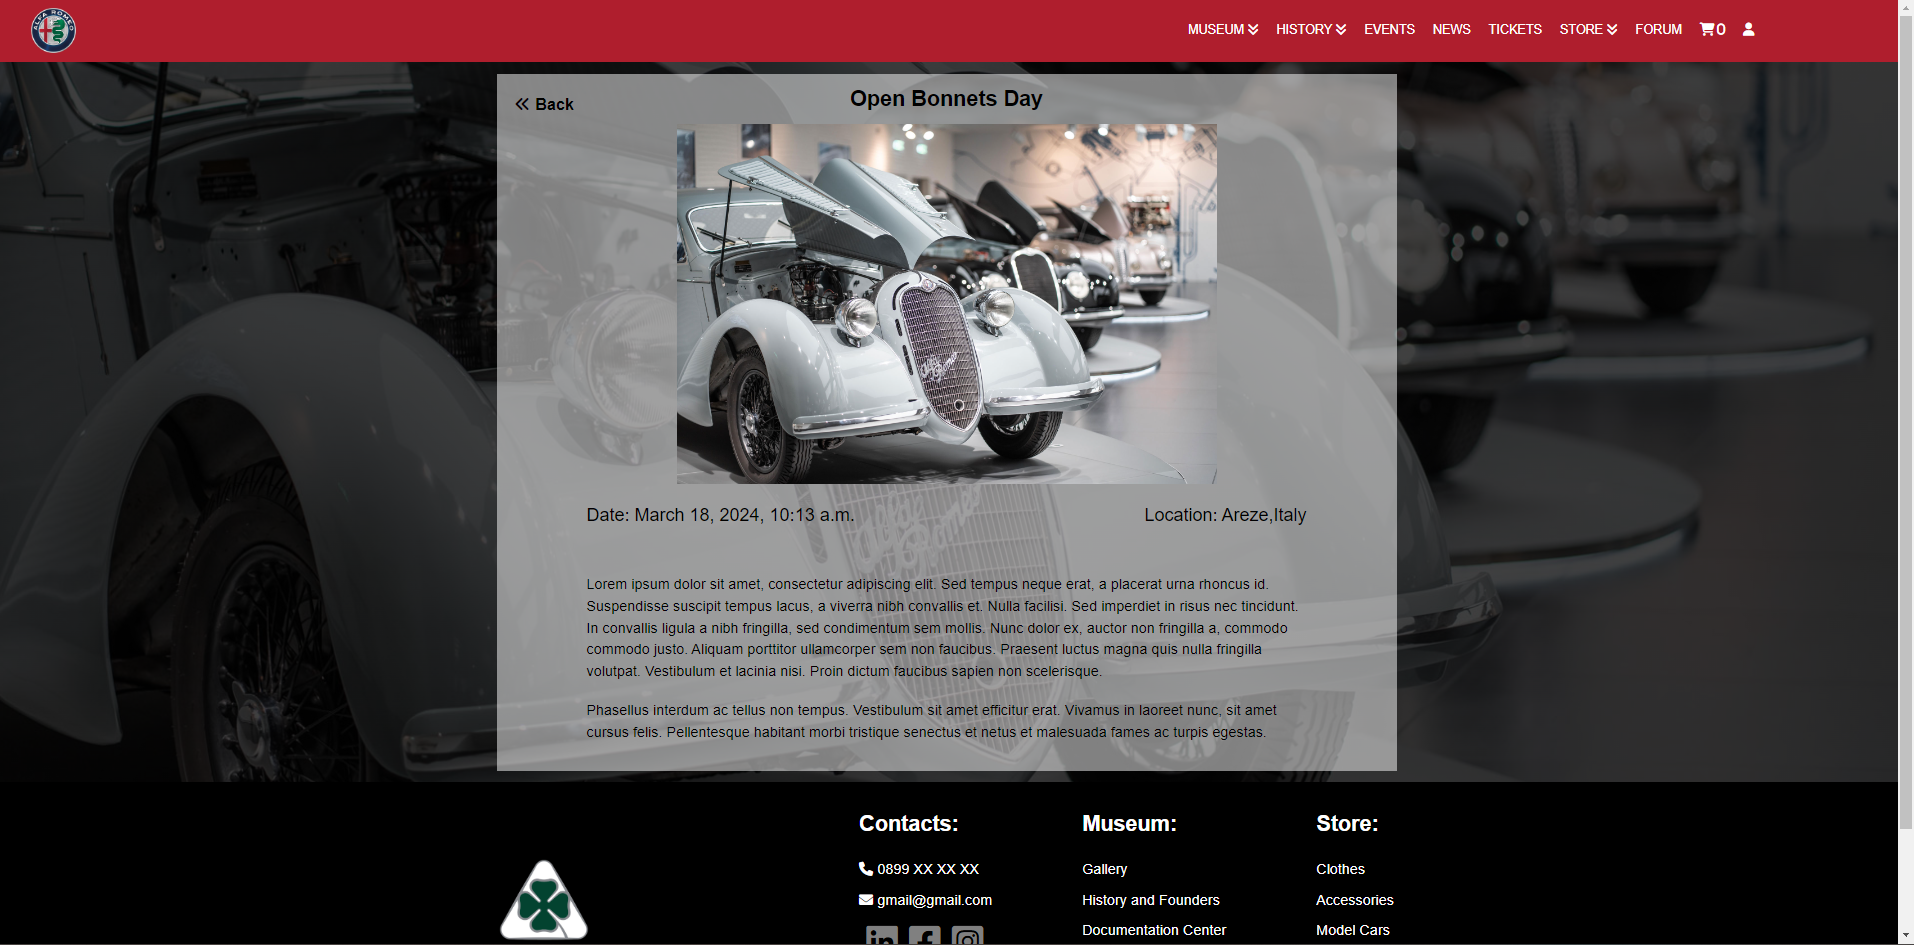 ALFA ROMEO
MUSEUM HISTORY EVENTS NEWS TICKETS STORE FORUM 0
Back
Open Bonnets Day
Date: March 18, 2024, 10:13 a.m. Location: Areze,Italy
Lorem ipsum dolor sit amet, consectetur adipiscing elit. Sed tempus neque erat, a placerat urna rhoncus id.
Suspendisse suscipit tempus lacus, a viverra nibh convallis et. Nulla facilisi. Sed imperdiet in risus nec tincidunt.
In convallis ligula a nibh fringilla, sed condimentum sem mollis. Nunc dolor ex, auctor non fringilla a, commodo
commodo justo. Aliquam porttitor ullamcorper sem non faucibus. Praesent luctus magna quis nulla fringilla
volutpat. Vestibulum et lacinia nisi. Proin dictum faucibus sapien non scelerisque.
Phasellus interdum ac tellus non tempus. Vestibulum sit amet efficitur erat. Vivamus in laoreet nunc, sit amet
cursus felis. Pellentesque habitant morbi tristique senectus et netus et malesuada fames ac turpis egestas.
Contacts:
0899 XX XX XX
gmail@gmail.com
Museum:
Gallery
History and Founders
Documentation Center
Store:
Clothes
Accessories
Model Cars